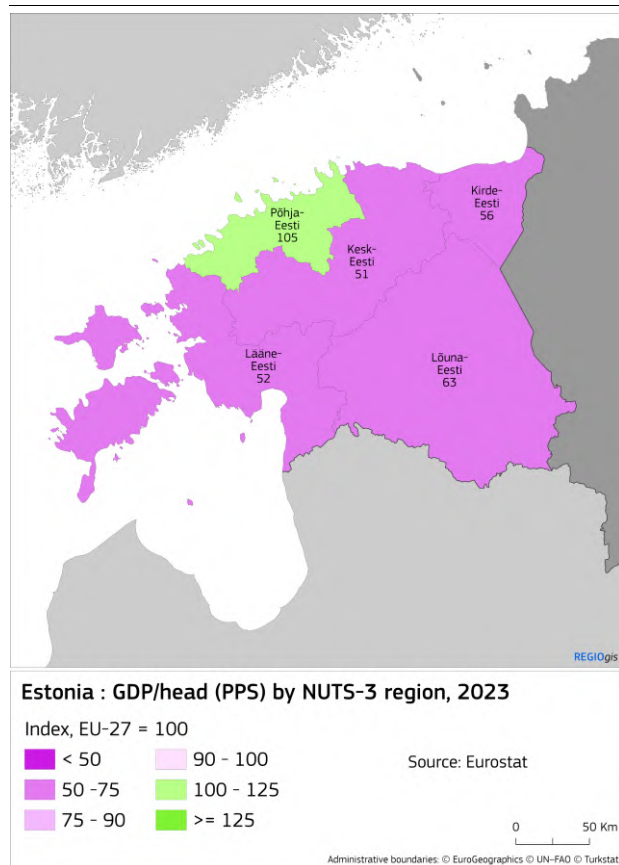 Põhja-
Eesti
105
Kirde-
Eesti
56
Kesk-
Eesti
51
Lääne-
Eesti
52
Lõuna-
Eesti
63
REGIOgis
Estonia : GDP/head (PPS) by NUTS-3 region, 2023
Index, EU-27 = 100
< 50
50 -75
75 - 90
90 - 100
100 - 125
>= 125
Source: Eurostat
0 50 Km
Administrative boundaries: © EuroGeographics © UN-FAO © Turkstat